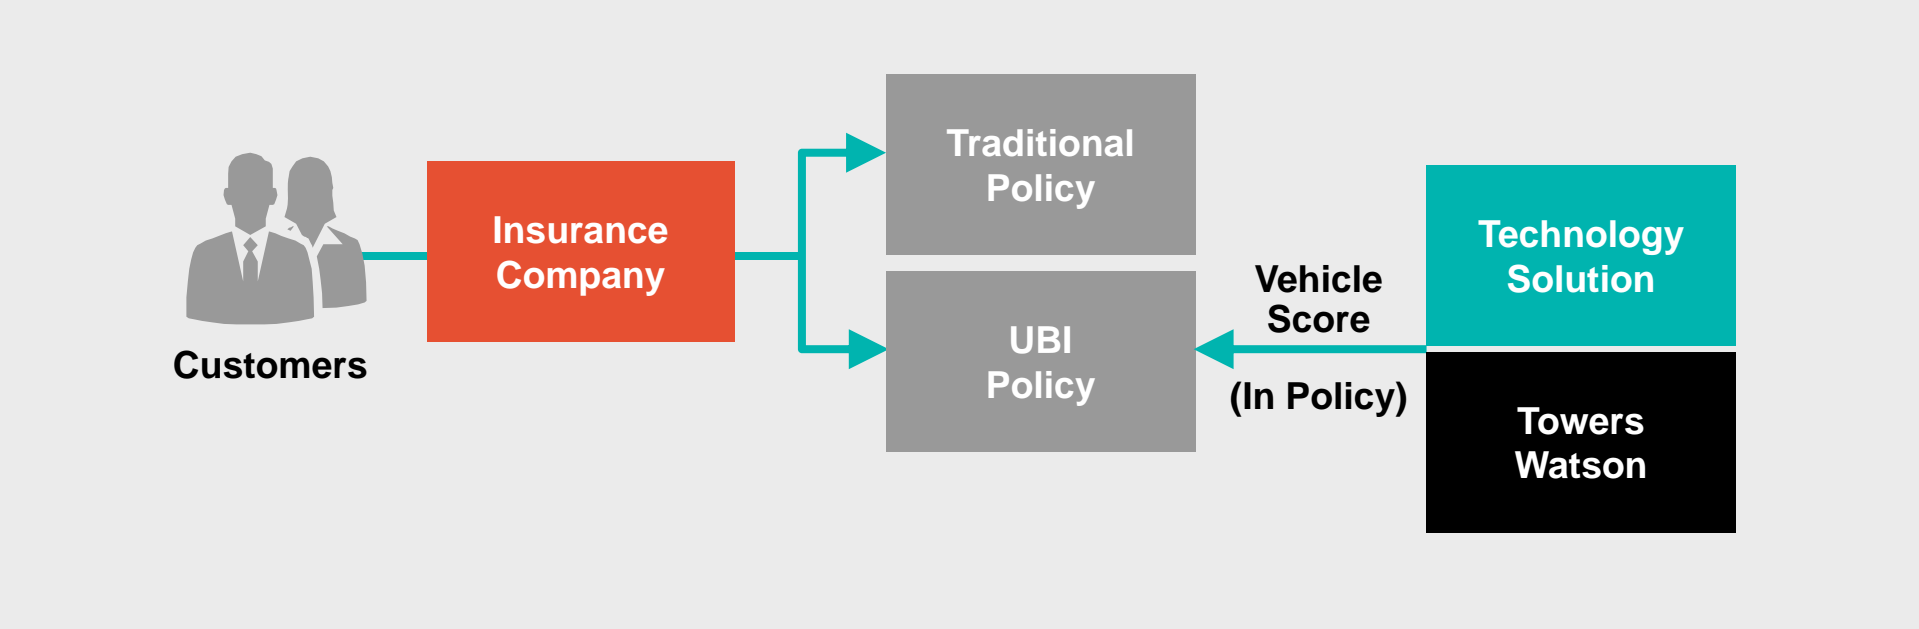 Customers
Insurance
Company
Traditional
Policy
UBI
Policy
Vehicle
Score
(In Policy)
Technology
Solution
Towers
Watson